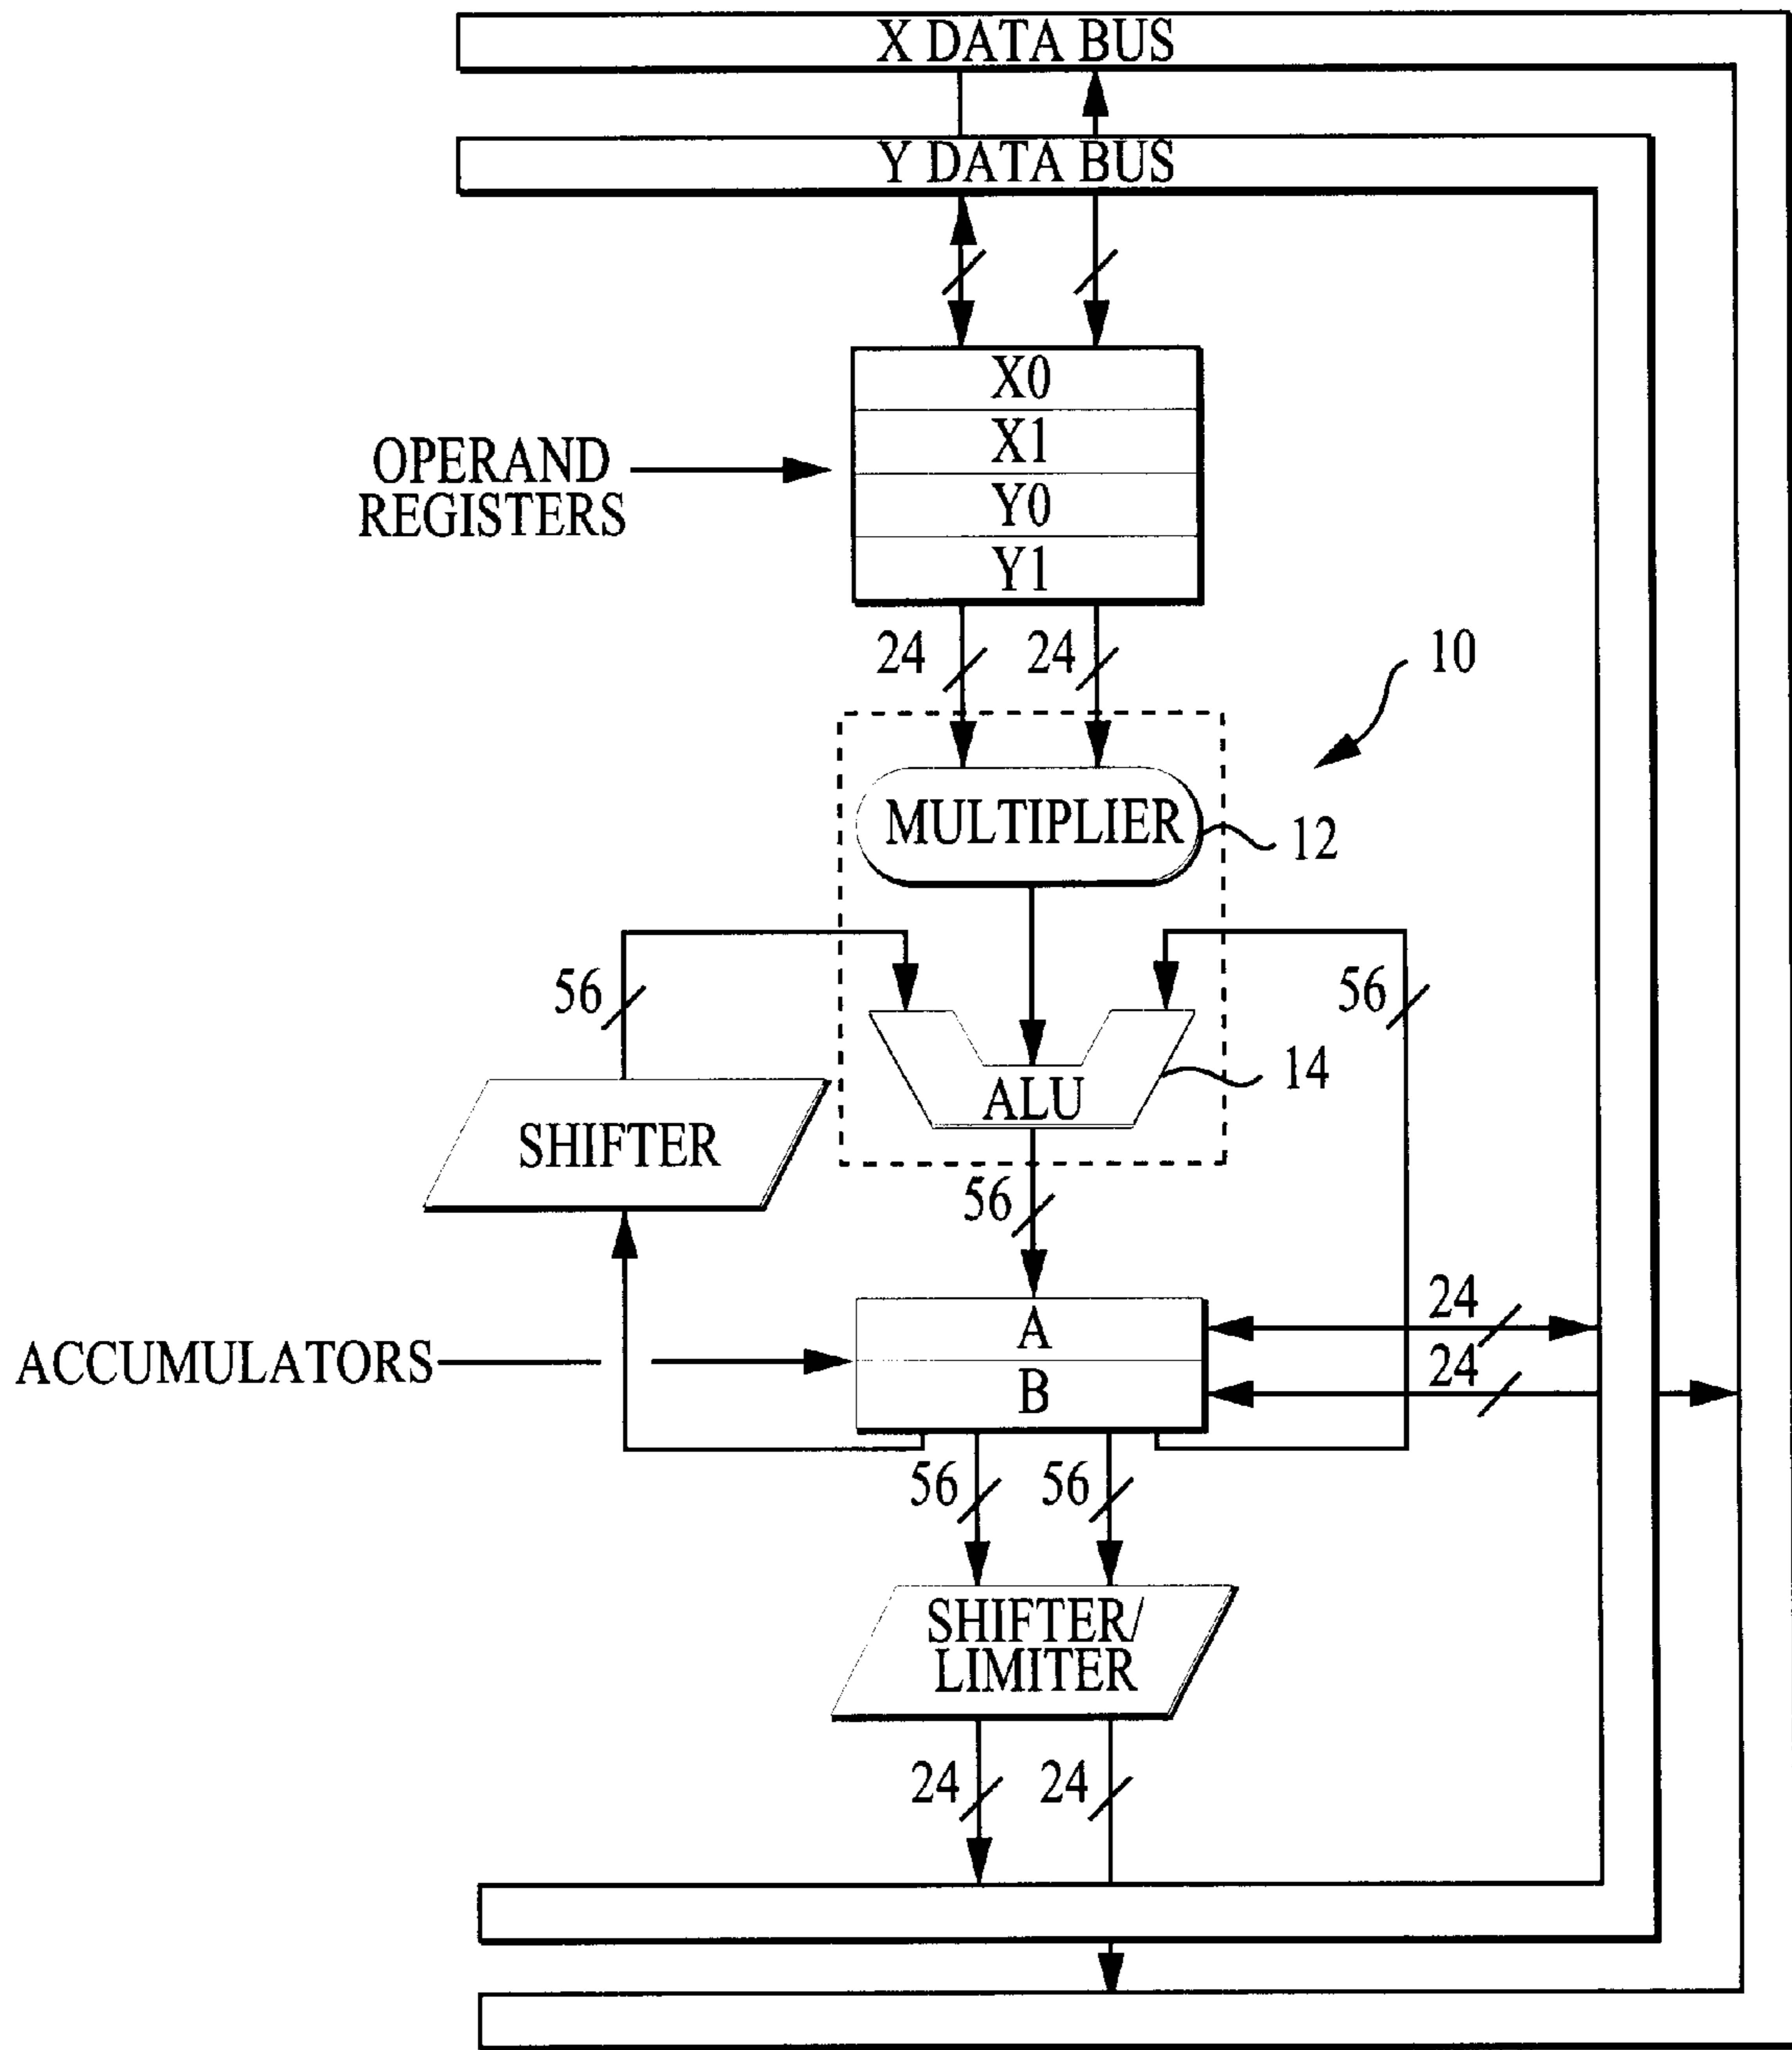 X DATA BUS
Y DATA BUS
X0
X1
OPERAND
REGISTERS
Y0
Y1
24
24
10
MULTIPLIER
12
56
56
ALU
14
SHIFTER
56
24
A
ACCUMULATORS
24
B
56
56
SHIFTER/
LIMITER
24
24